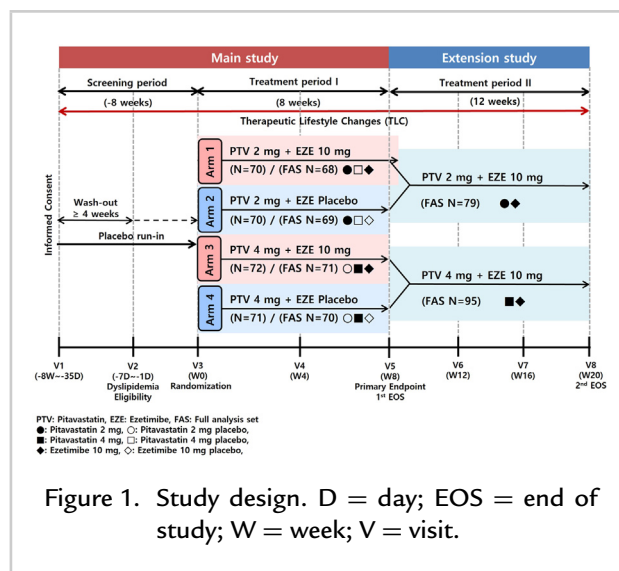 Main study
Extension study
Screening period
Treatment period I
Treatment period II
(-8 weeks)
(8 weeks)
(12 weeks)
Therapeutic Lifestyle Changes (TLC)
Informed Consent
Wash-out
≥ 4 weeks
Placebo run-in
Arm 1
PTV 2 mg + EZE 10 mg
(N=70) / (FAS N=68) ●□◆
Arm 2
PTV 2 mg + EZE Placebo
(N=70) / (FAS N=69) ●□◇
Arm 3
PTV 4 mg + EZE 10 mg
(N=72) / (FAS N=71) ○■◆
Arm 4
PTV 4 mg + EZE Placebo
(N=71) / (FAS N=70) ○■◇
PTV 2 mg + EZE 10 mg
(FAS N=79) ●◆
PTV 4 mg + EZE 10 mg
(FAS N=95) ■◆
V1
(-8W~-35D)
V2
(-7D~-1D)
Dyslipidemia
Eligibility
V3
(W0)
Randomization
V4
(W4)
V5
(W8)
Primary Endpoint
1st EOS
V6
(W12)
V7
(W16)
V8
(W20)
2nd EOS
PTV: Pitavastatin, EZE: Ezetimibe, FAS: Full analysis set
●: Pitavastatin 2 mg, ○: Pitavastatin 2 mg placebo,
■: Pitavastatin 4 mg, □: Pitavastatin 4 mg placebo,
◆: Ezetimibe 10 mg, ◇: Ezetimibe 10 mg placebo,
Figure 1. Study design. D = day; EOS = end of
study; W = week; V = visit.